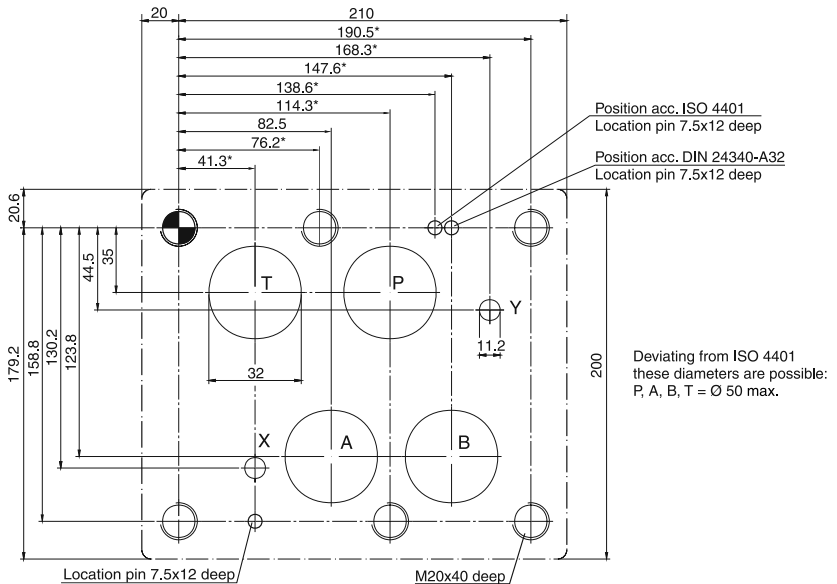 20
210
190.5*
168.3*
147.6*
138.6*
114.3*
82.5
76.2*
41.3*
Position acc. ISO 4401
Location pin 7.5x12 deep
Position acc. DIN 24340-A32
Location pin 7.5x12 deep
20.6
179.2
158.8
130.2
123.8
44.5
35
T
P
Y
11.2
32
200
Deviating from ISO 4401
these diameters are possible:
P, A, B, T = Ø 50 max.
X
A
B
Location pin 7.5x12 deep
M20x40 deep